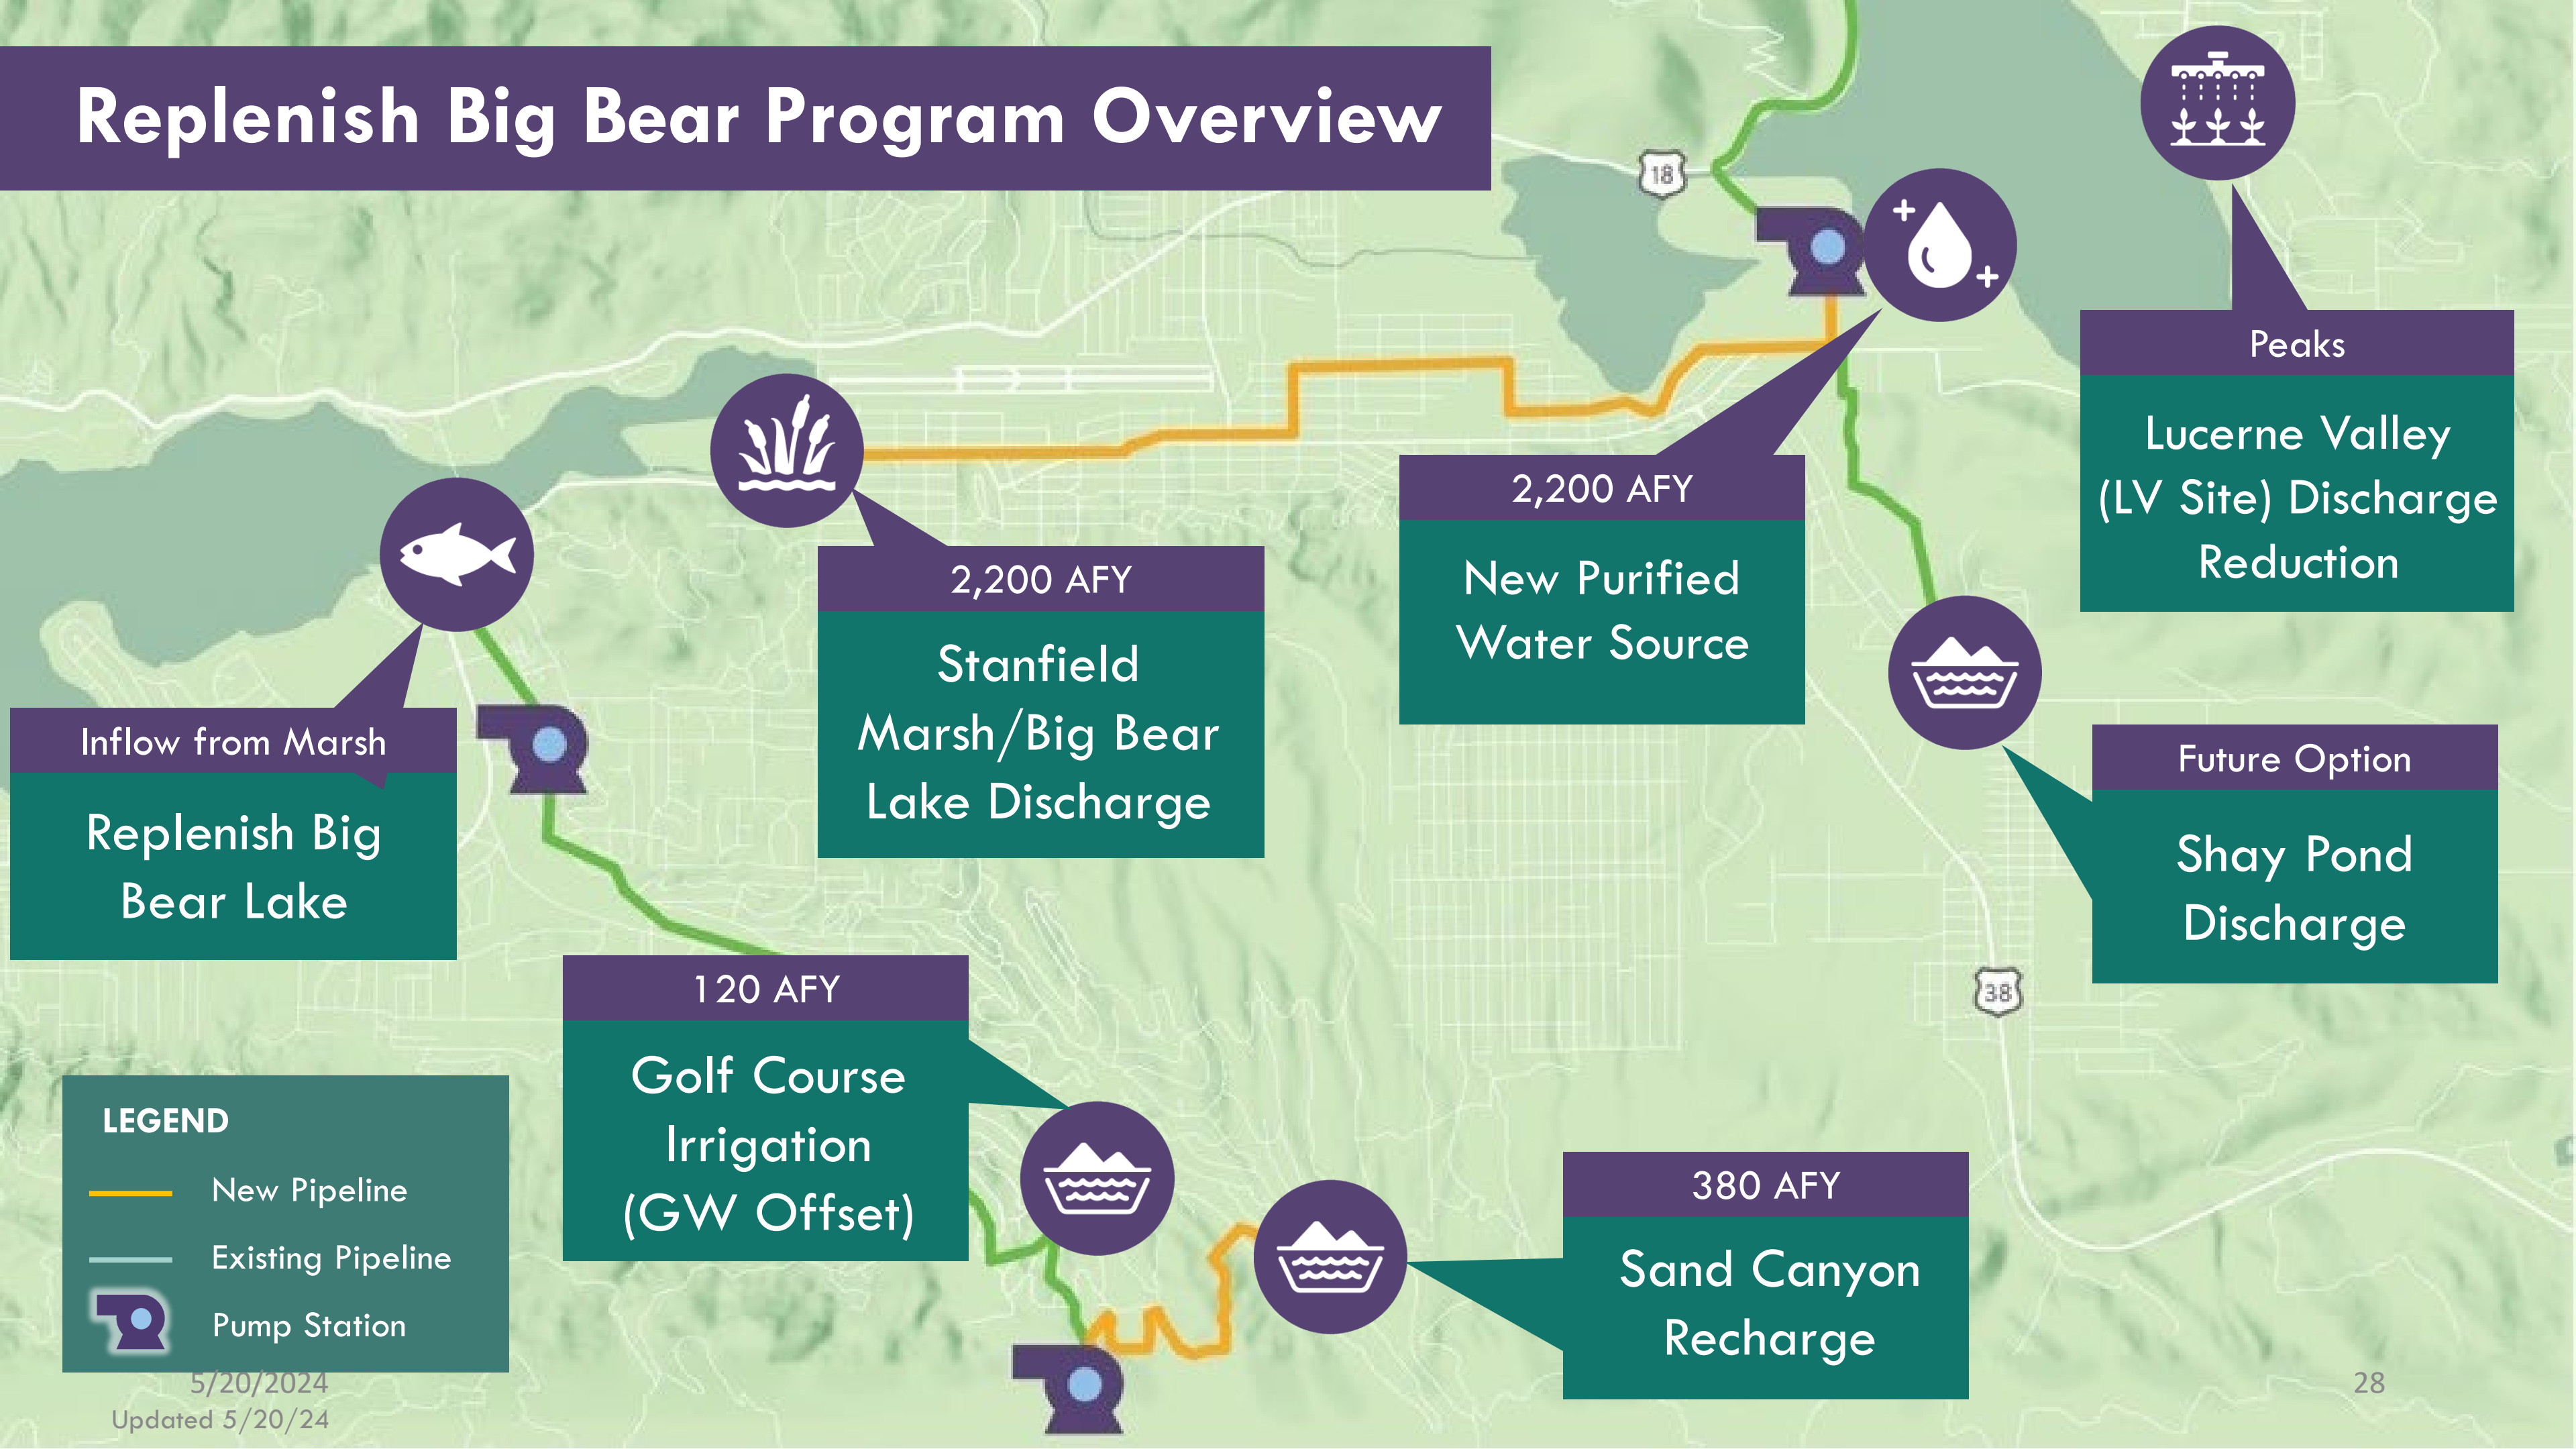 Replenish Big Bear Program Overview
18
Peaks
Lucerne Valley
(LV Site) Discharge
Reduction
2,200 AFY
New Purified
Water Source
2,200 AFY
Stanfield
Marsh/Big Bear
Lake Discharge
Inflow from Marsh
Replenish Big
Bear Lake
Future Option
Shay Pond
Discharge
38
120 AFY
Golf Course
Irrigation
(GW Offset)
380 AFY
Sand Canyon
Recharge
LEGEND
New Pipeline
Existing Pipeline
Pump Station
5/20/2024
Updated 5/20/24
28